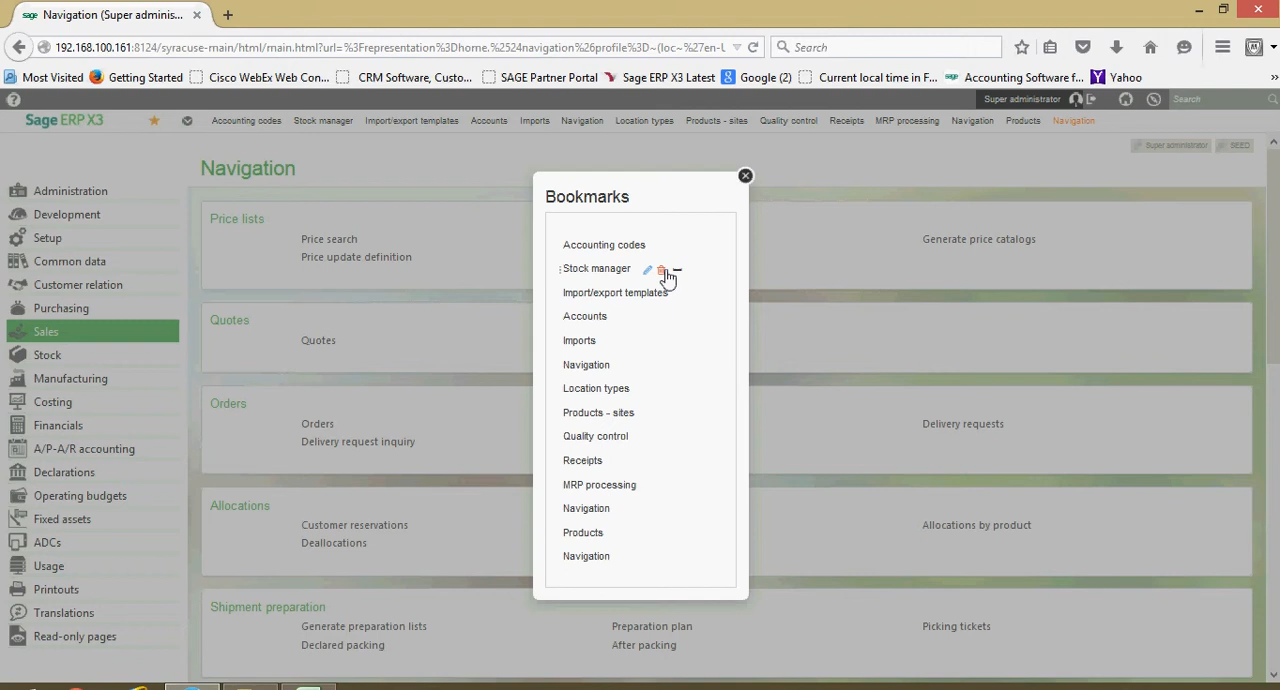 Navigation (Super adminis...
192.168.100.161:8124/syracuse-main/html/main.html?url=%3Frepresentation%3Dhome.%2524navigation%26profile%3D~(loc~%27en-U
Search
Most Visited
Getting Started
Cisco WebEx Web Con...
CRM Software, Custo...
SAGE Partner Portal
Sage ERP X3 Latest
Google (2)
Current local time in F...
Accounting Software f...
Yahoo
Super administrator
Search
Sage ERP X3
Accounting codes
Stock manager
Import/export templates
Accounts
Imports
Navigation
Location types
Products - sites
Quality control
Receipts
MRP processing
Navigation
Products
Navigation
Super administrator
SEED
Navigation
Administration
Development
Setup
Common data
Customer relation
Purchasing
Sales
Stock
Manufacturing
Costing
Financials
A/P-A/R accounting
Declarations
Operating budgets
Fixed assets
ADCs
Usage
Printouts
Translations
Read-only pages
Price lists
Price search
Price update definition
Generate price catalogs
Quotes
Quotes
Orders
Orders
Delivery request inquiry
Delivery requests
Allocations
Customer reservations
Deallocations
Allocations by product
Shipment preparation
Generate preparation lists
Declared packing
Preparation plan
After packing
Picking tickets
Bookmarks
Accounting codes
Stock manager
Import/export templates
Accounts
Imports
Navigation
Location types
Products - sites
Quality control
Receipts
MRP processing
Navigation
Products
Navigation